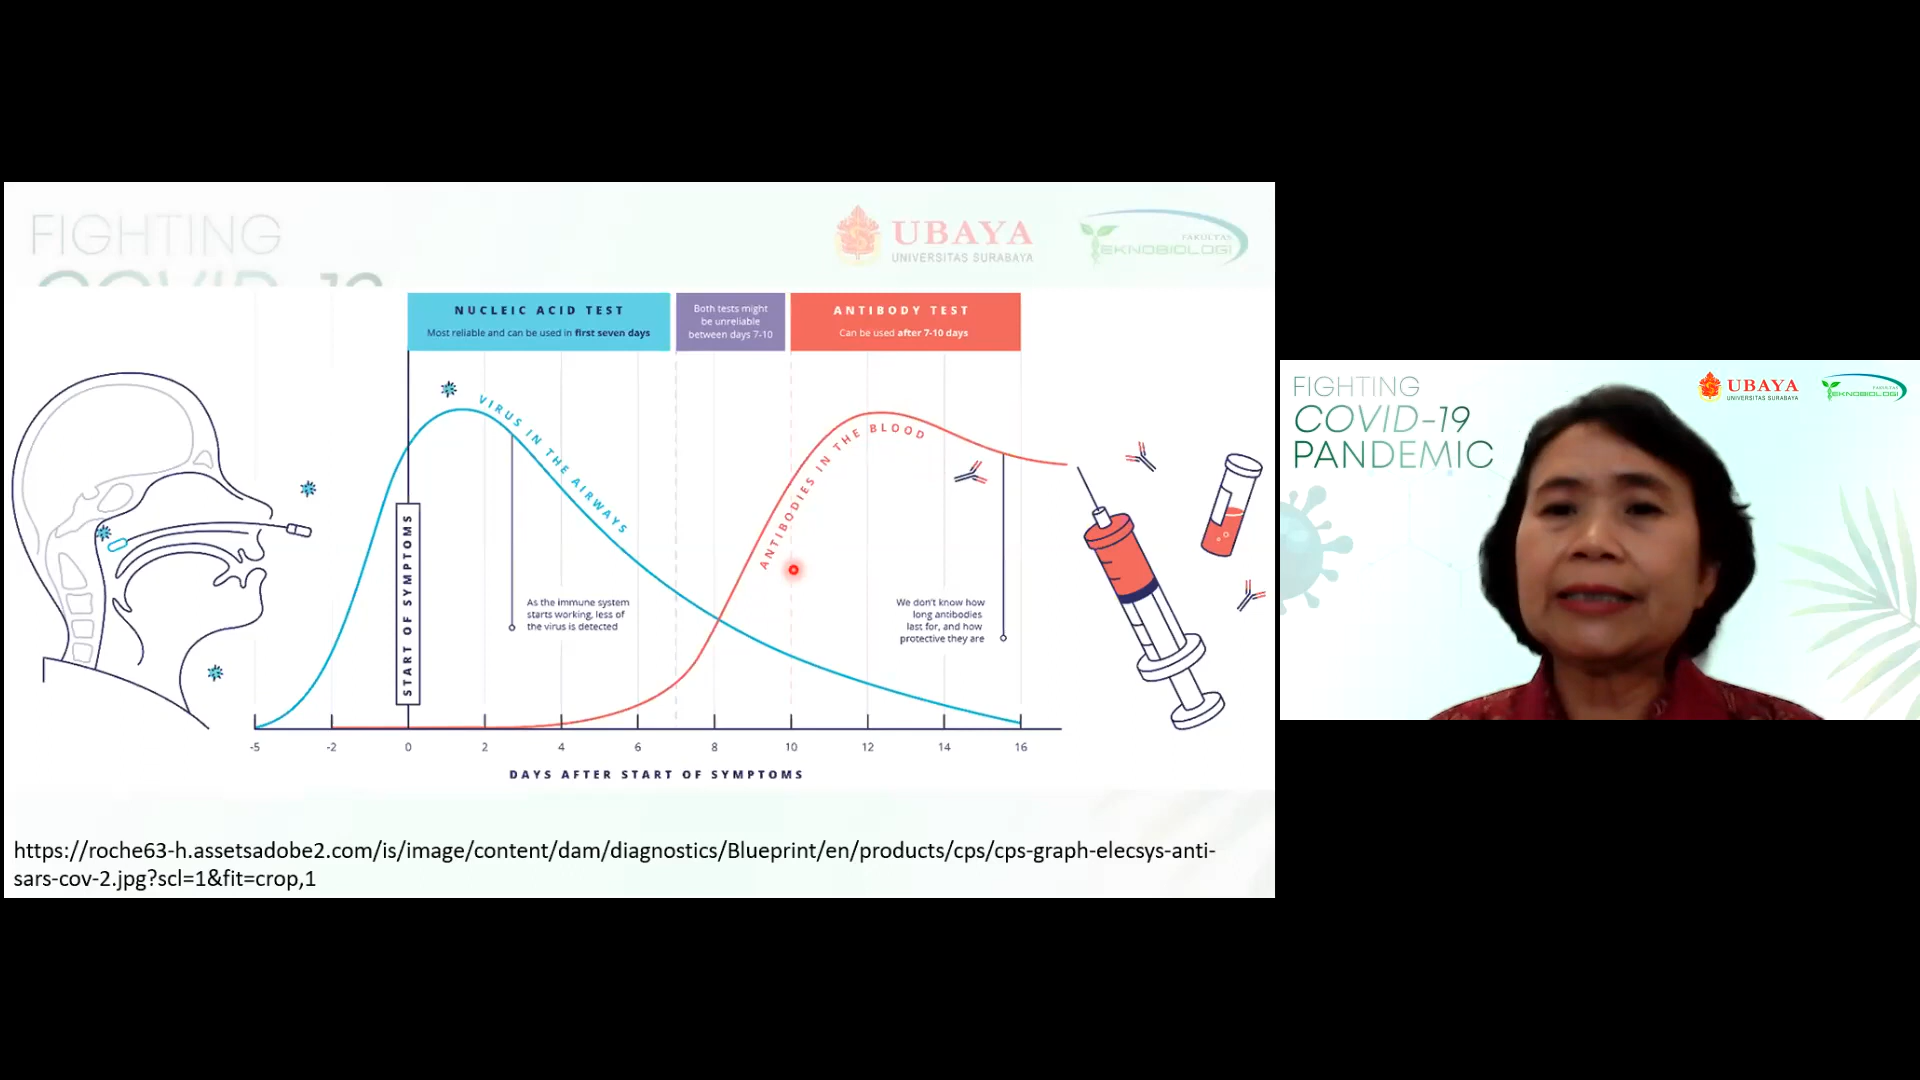 FIGHTING
COVID-19
UBAYA
UNIVERSITAS SURABAYA
FAKULTAS
TEKNOBIOLOGI
NUCLEIC ACID TEST
Most reliable and can be used in first seven days
Both tests might
be unreliable
between days 7-10
ANTIBODY TEST
Can be used after 7-10 days
VIRUS IN THE AIRWAYS
ANTIBODIES IN THE BLOOD
START OF SYMPTOMS
As the immune system
starts working, less of
the virus is detected
We don't know how
long antibodies
last for, and how
protective they are
-5 -2 0 2 4 6 8 10 12 14 16
DAYS AFTER START OF SYMPTOMS
https://roche63-h.assetsadobe2.com/is/image/content/dam/diagnostics/Blueprint/en/products/cps/cps-graph-elecsys-anti-
sars-cov-2.jpg?scl=1&fit=crop,1
FIGHTING
COVID-19
PANDEMIC
UBAYA
UNIVERSITAS SURABAYA
FAKULTAS
TEKNOBIOLOGI